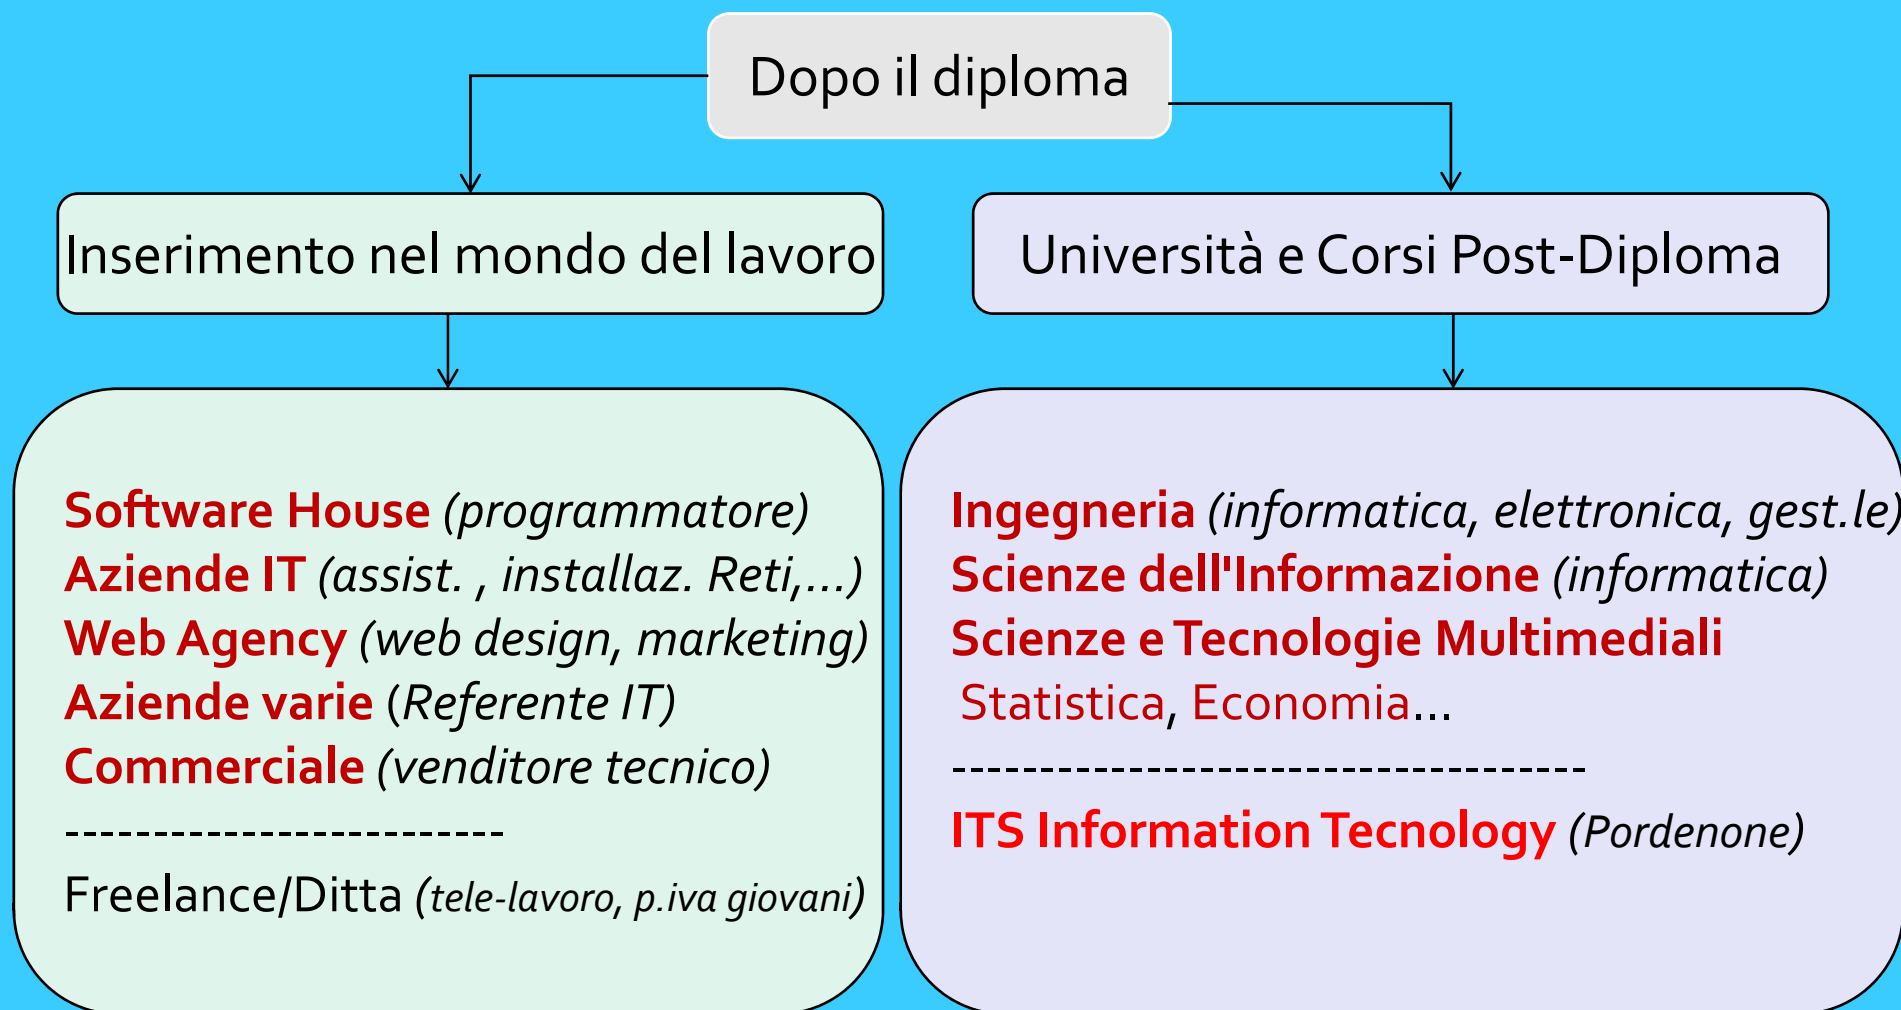 Dopo il diploma
Inserimento nel mondo del lavoro
Università e Corsi Post-Diploma
Software House (programmatore)
Aziende IT (assist. , installaz. Reti,...)
Web Agency (web design, marketing)
Aziende varie (Referente IT)
Commerciale (venditore tecnico)
-------------------------
Freelance/Ditta (tele-lavoro, p.iva giovani)
Ingegneria (informatica, elettronica, gest.le)
Scienze dell'Informazione (informatica)
Scienze e Tecnologie Multimediali
Statistica, Economia...
------------------------------------
ITS Information Tecnology (Pordenone)